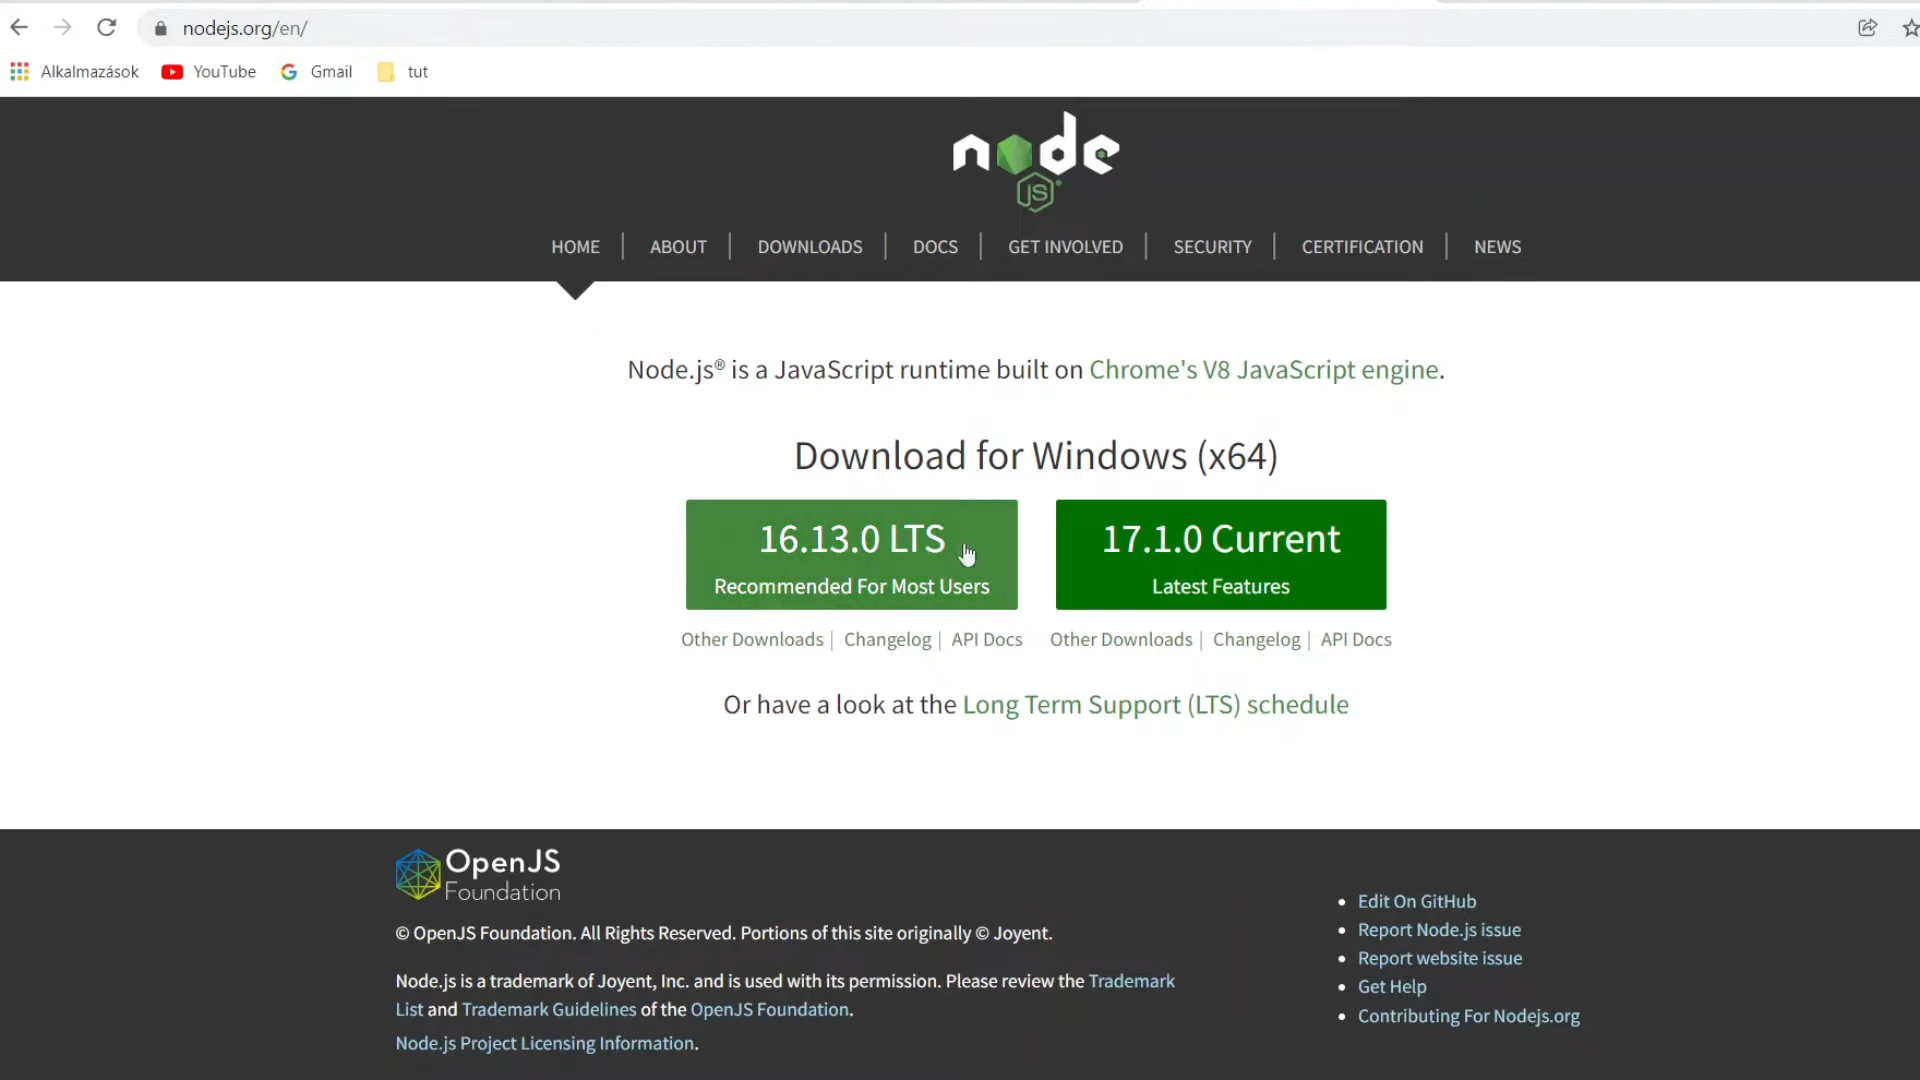 nodejs.org/en/
Alkalmazások YouTube Gmail tut
node
JS
HOME ABOUT DOWNLOADS DOCS GET INVOLVED SECURITY CERTIFICATION NEWS
Node.js® is a JavaScript runtime built on Chrome's V8 JavaScript engine.
Download for Windows (x64)
16.13.0 LTS
Recommended For Most Users
17.1.0 Current
Latest Features
Other Downloads | Changelog | API Docs Other Downloads | Changelog | API Docs
Or have a look at the Long Term Support (LTS) schedule
OpenJS
Foundation
© OpenJS Foundation. All Rights Reserved. Portions of this site originally © Joyent.
Node.js is a trademark of Joyent, Inc. and is used with its permission. Please review the Trademark
List and Trademark Guidelines of the OpenJS Foundation.
Node.js Project Licensing Information.
• Edit On GitHub
• Report Node.js issue
• Report website issue
• Get Help
• Contributing For Nodejs.org